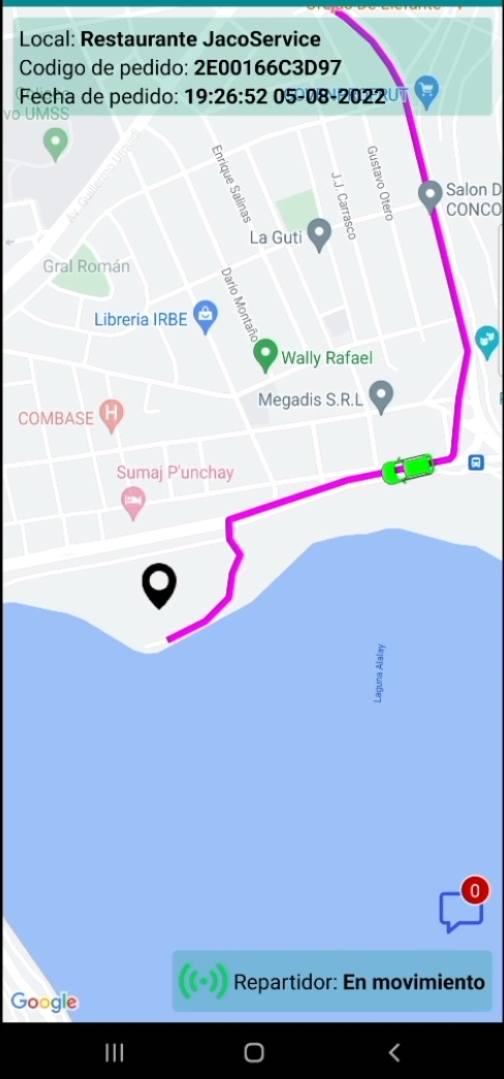 Local: Restaurante JacoService
Codigo de pedido: 2E00166C3D97
Fecha de pedido: 19:26:52 05-08-2022
vo UMSS
Av. Guillermo Urquidi
Enrique Salinas
J.J. Carrasco
Gustavo Otero
Salon D
CONCO
La Guti
Gral Román
Dario Montaño
Libreria IRBE
Wally Rafael
Megadis S.R.L
COMBASE
Sumaj P'unchay
Laguna Alalay
0
Repartidor: En movimiento
Google